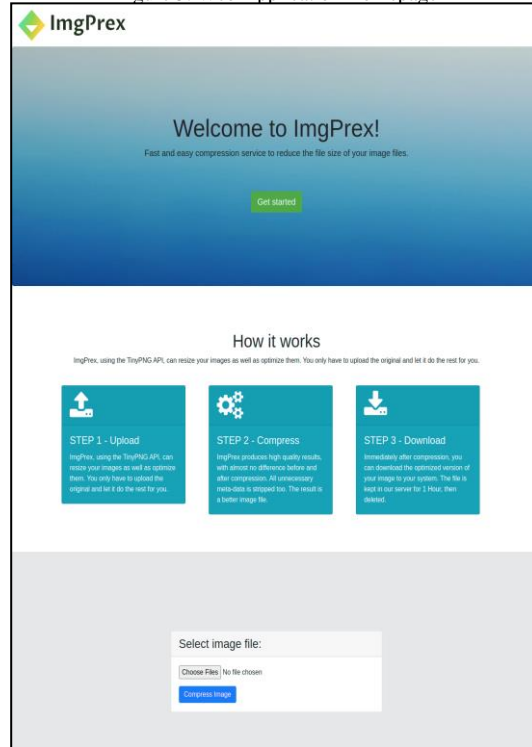 ImgPrex
Welcome to ImgPrex!
Fast and easy compression service to reduce the file size of your image files.
Get started
How it works
ImgPrex, using the TinyPNG API, can resize your images as well as optimize them. You only have to upload the original and let it do the rest for you.
STEP 1 - Upload
ImgPrex, using the TinyPNG API, can
resize your images as well as optimize
them. You only have to upload the
original and let it do the rest for you.
STEP 2 - Compress
ImgPrex produces high quality results,
with almost no difference before and
after compression. All unnecessary
meta-data is stripped too. The result is
a better image file.
STEP 3 - Download
Immediately after compression, you
can download the optimized version of
your image to your system. The file is
kept in our server for 1 Hour, then
deleted.
Select image file:
Choose Files No file chosen
Compress Image